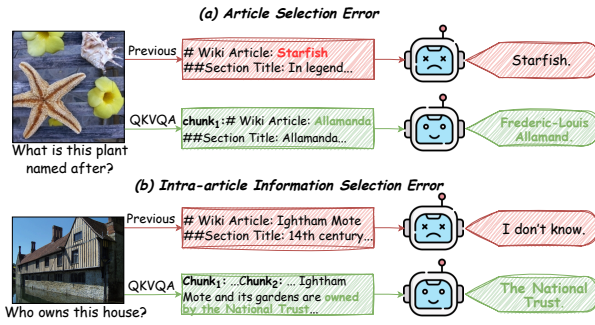 (a) Article Selection Error
Previous
# Wiki Article: Starfish
##Section Title: In legend...
Starfish.
QKVQA
chunk1:# Wiki Article: Allamanda
##Section Title: Allamanda...
Frederic-Louis
Allamand.
What is this plant
named after?
(b) Intra-article Information Selection Error
Previous
# Wiki Article: Ightham Mote
##Section Title: 14th century...
I don't know.
QKVQA
Chunk1: ...Chunk2: ... Ightham
Mote and its gardens are owned
by the National Trust...
The National
Trust.
Who owns this house?